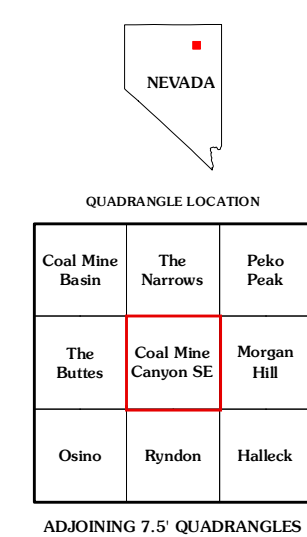 NEVADA
QUADRANGLE LOCATION
Coal Mine
Basin
The
Narrows
Peko
Peak
The
Buttes
Coal Mine
Canyon SE
Morgan
Hill
Osino
Ryndon
Halleck
ADJOINING 7.5' QUADRANGLES